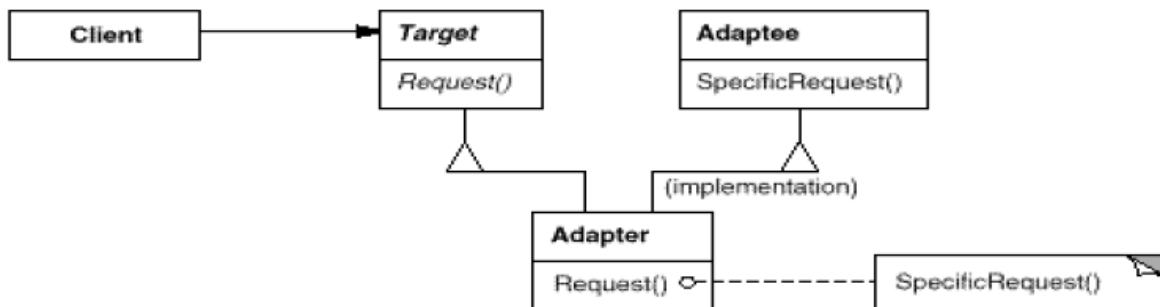 Client
Target
Request()
Adaptee
SpecificRequest()
(implementation)
Adapter
Request()
SpecificRequest()